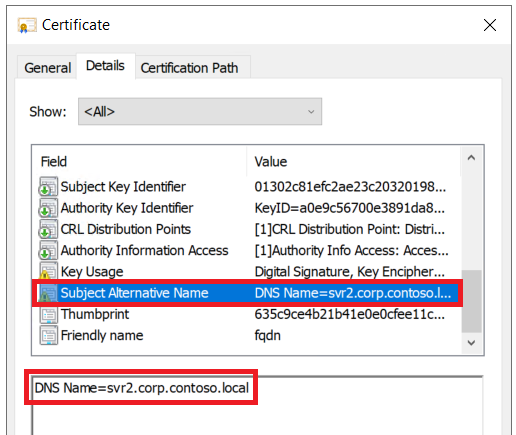 Certificate
General Details Certification Path
Show: <All>
Field Value
Subject Key Identifier 01302c81efc2ae23c20320198...
Authority Key Identifier KeyID=a0e9c56700e3891da8...
CRL Distribution Points [1]CRL Distribution Point: Distri...
Authority Information Access [1]Authority Info Access: Acces...
Key Usage Digital Signature, Key Encipher...
Subject Alternative Name DNS Name=svr2.corp.contoso.l...
Thumbprint 635c9ce4b21b41e0e0cfee11c...
Friendly name fqdn
DNS Name=svr2.corp.contoso.local